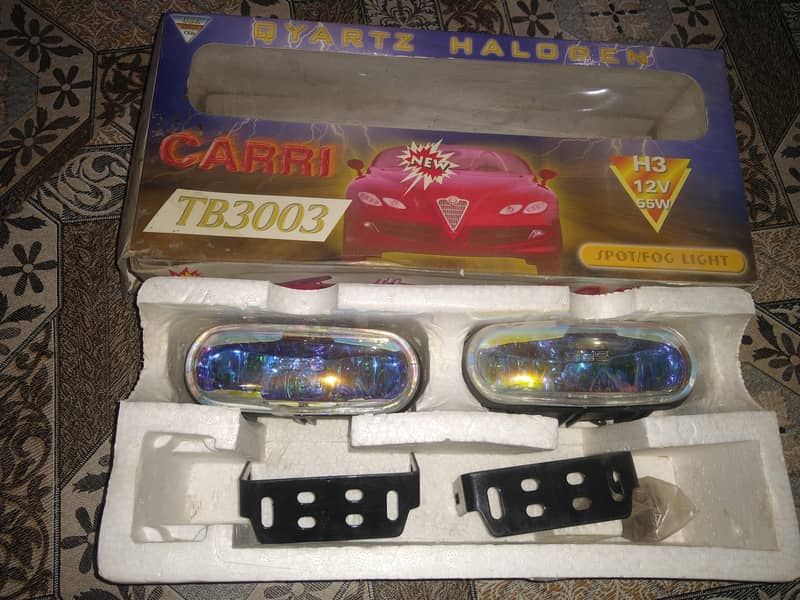 QYARTZ HALOGEN
CARRI
NEW
TB3003
H3
12V
55W
SPOT/FOG LIGHT